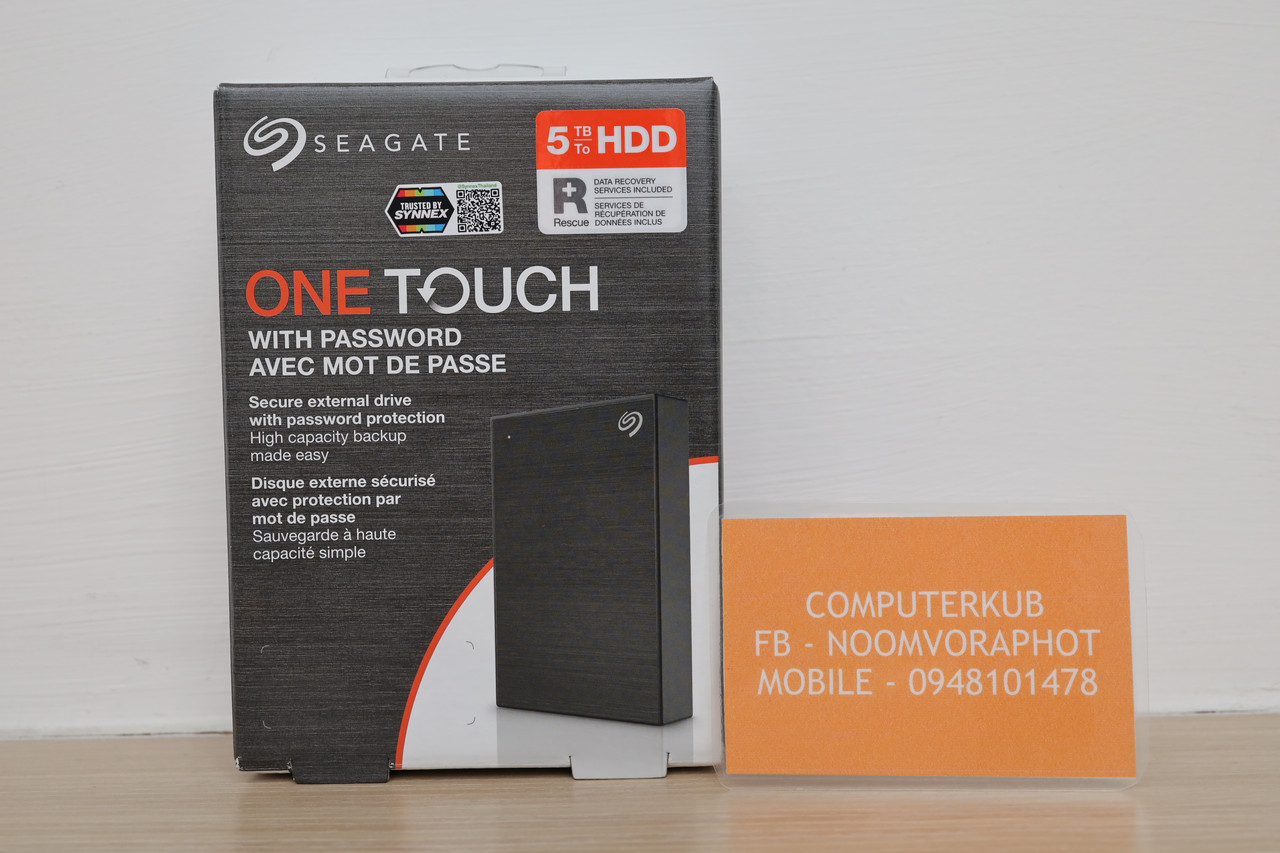 SEAGATE
5 TB To HDD
R+ Rescue
DATA RECOVERY
SERVICES INCLUDED
SERVICES DE
RÉCUPÉRATION DE
DONNÉES INCLUS
@SynnexThailand
TRUSTED BY
SYNNEX
ONE TOUCH
WITH PASSWORD
AVEC MOT DE PASSE
Secure external drive
with password protection
High capacity backup
made easy
Disque externe sécurisé
avec protection par
mot de passe
Sauvegarde à haute
capacité simple
COMPUTERKUB
FB - NOOMVORAPHOT
MOBILE - 0948101478